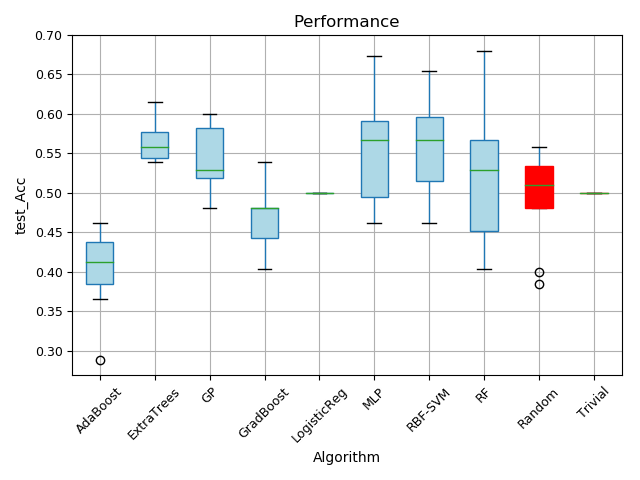 Performance
0.70
0.65
0.60
0.55
0.50
0.45
0.40
0.35
0.30
test_Acc
AdaBoost
ExtraTrees
GP
GradBoost
LogisticReg
MLP
RBF-SVM
RF
Random
Trivial
Algorithm